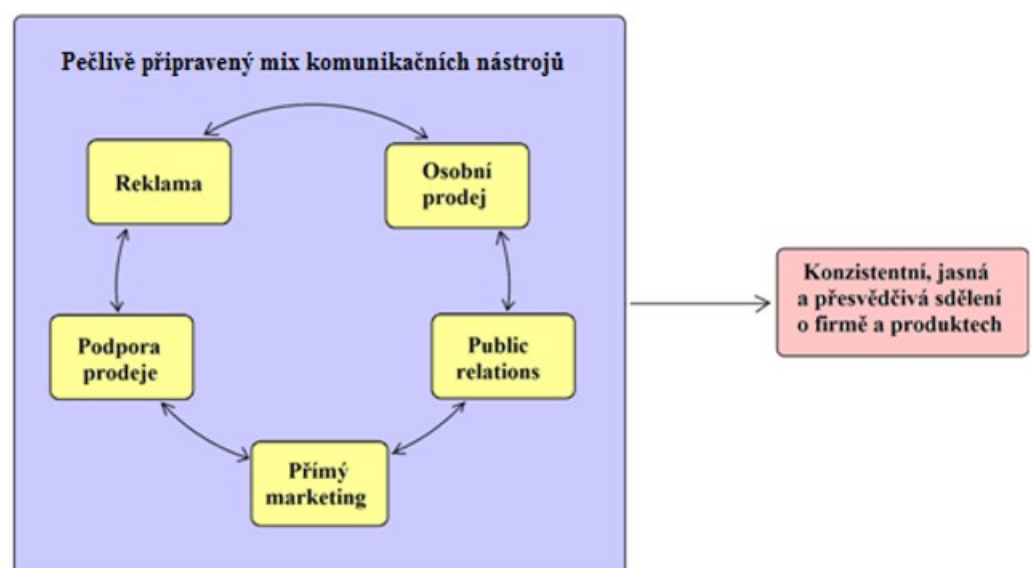 Pečlivě připravený mix komunikačních nástrojů
Reklama
Osobní
prodej
Podpora
prodeje
Public
relations
Přímý
marketing
Konzistentní, jasná
a přesvědčivá sdělení
o firmě a produktech